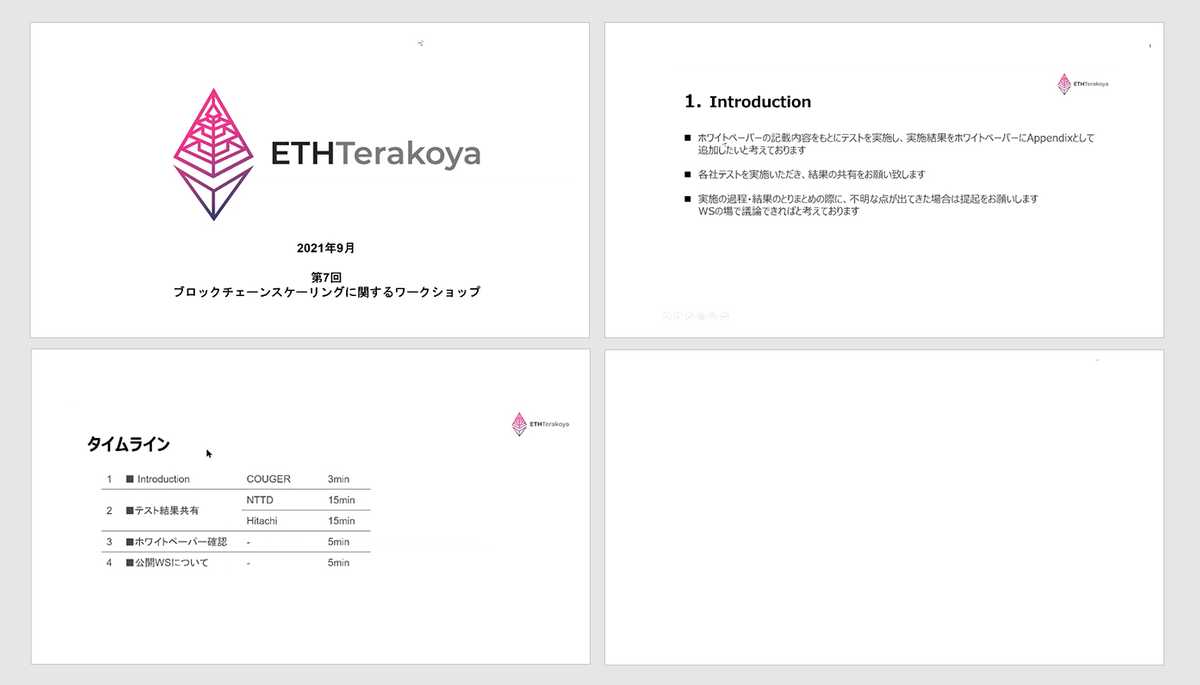 ETHTerakoya
2021年9月
第7回
ブロックチェーンスケーリングに関するワークショップ
ETHTerakoya
1. Introduction
■ ホワイトペーパーの記載内容をもとにテストを実施し、実施結果をホワイトペーパーにAppendixとして
追加したいと考えております
■ 各社テストを実施いただき、結果の共有をお願い致します
■ 実施の過程・結果のとりまとめの際に、不明な点が出てきた場合は提起をお願いします
WSの場で議論できればと考えております
ETHTerakoya
タイムライン
1 ■ Introduction COUGER 3min
NTTD 15min
2 ■テスト結果共有
Hitachi 15min
3 ■ホワイトペーパー確認 - 5min
4 ■公開WSについて - 5min